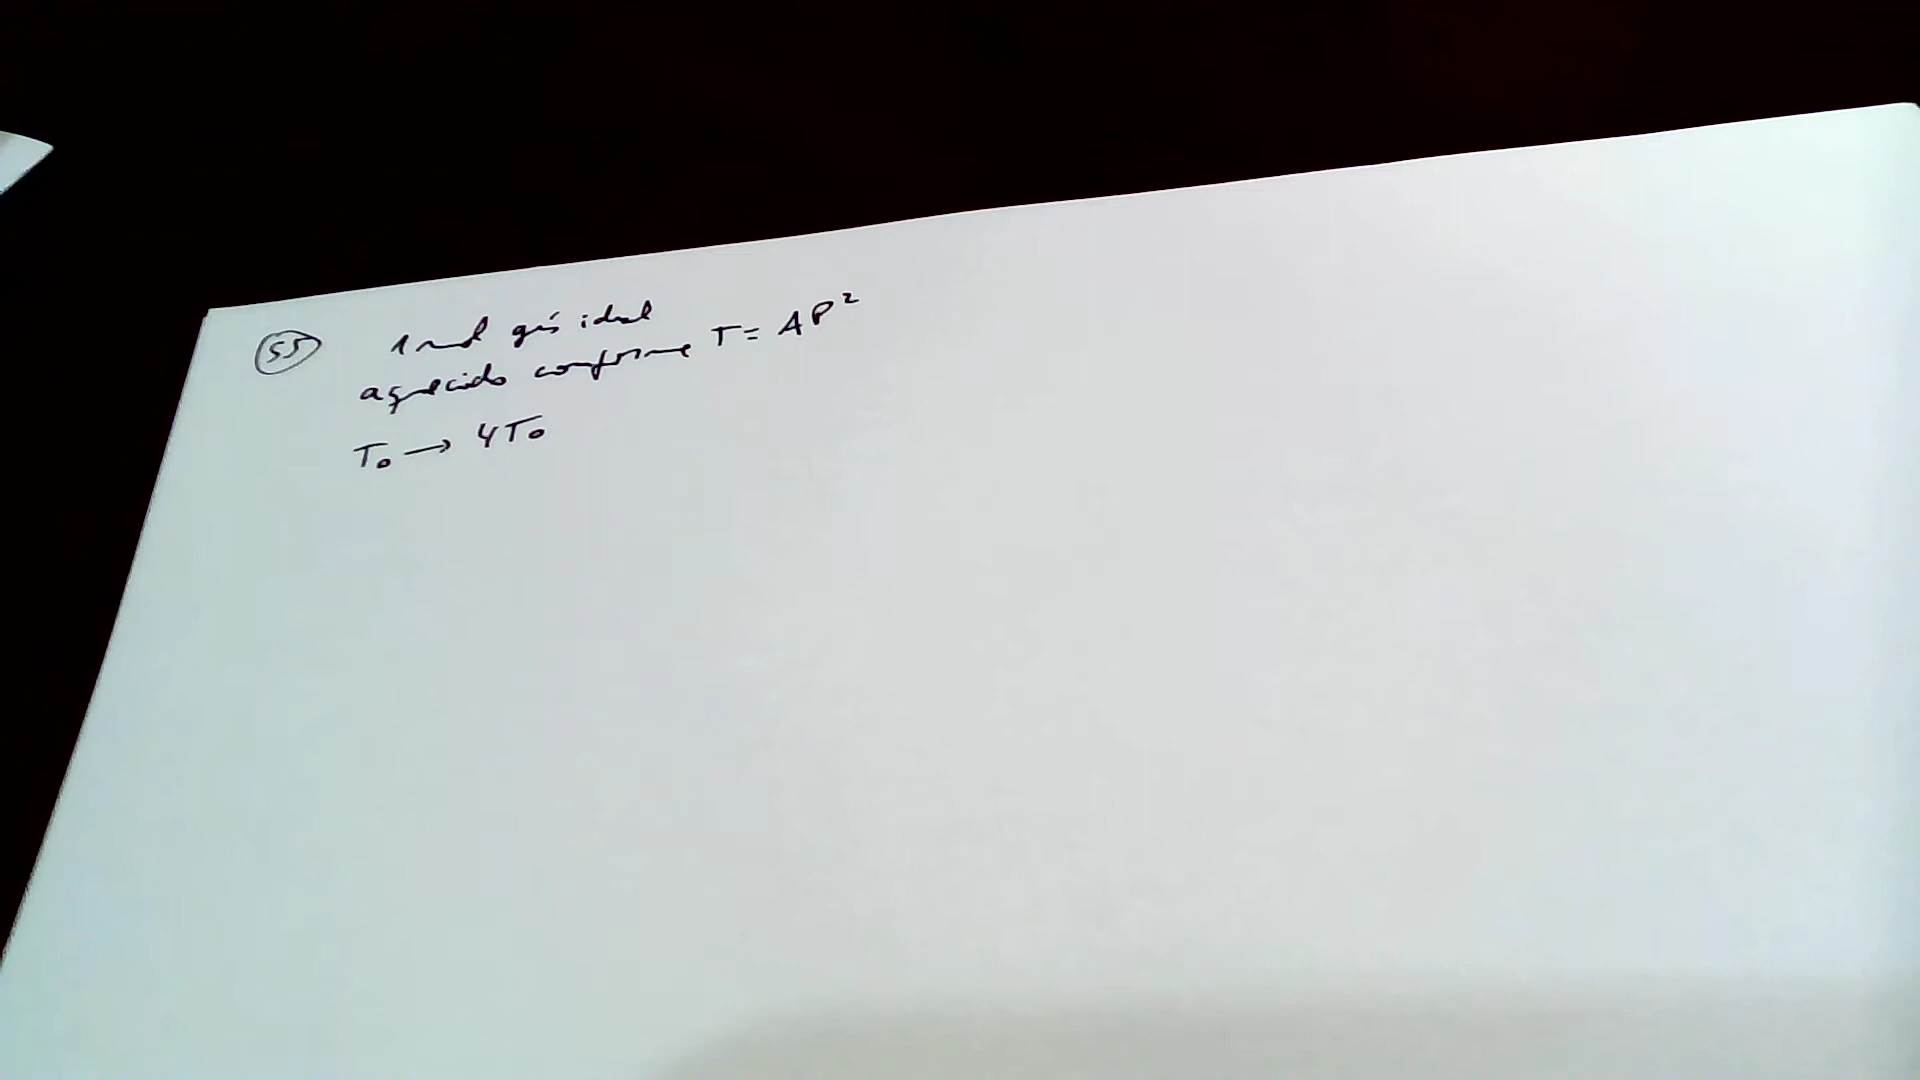 55 1 mol gás ideal
aquecido conforme T = AP²
T₀ → 4T₀